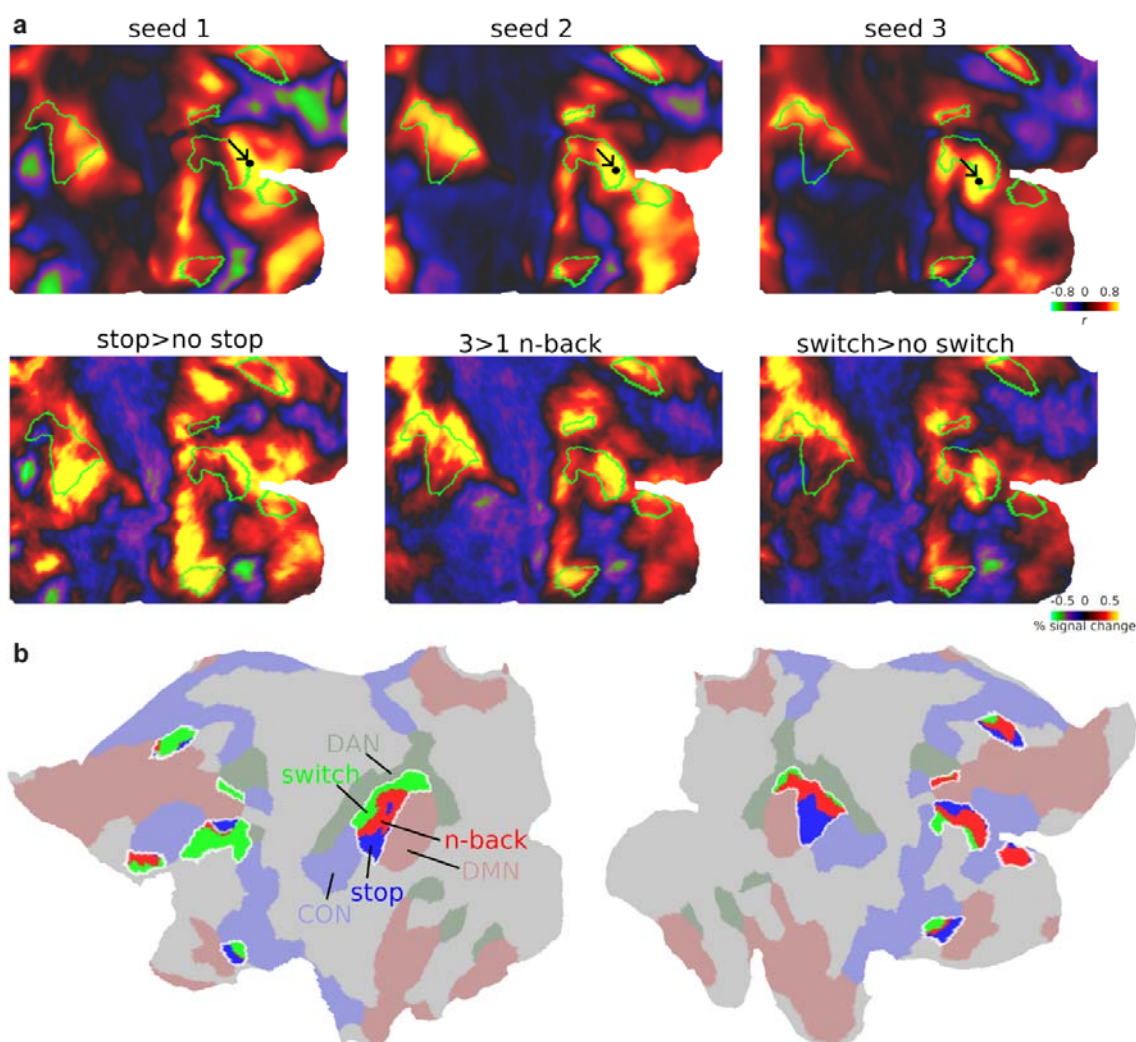 a
seed 1 seed 2 seed 3
-0.8 0 0.8
r
stop>no stop 3>1 n-back switch>no switch
-0.5 0 0.5
% signal change
b
DAN
switch
n-back
DMN
stop
CON